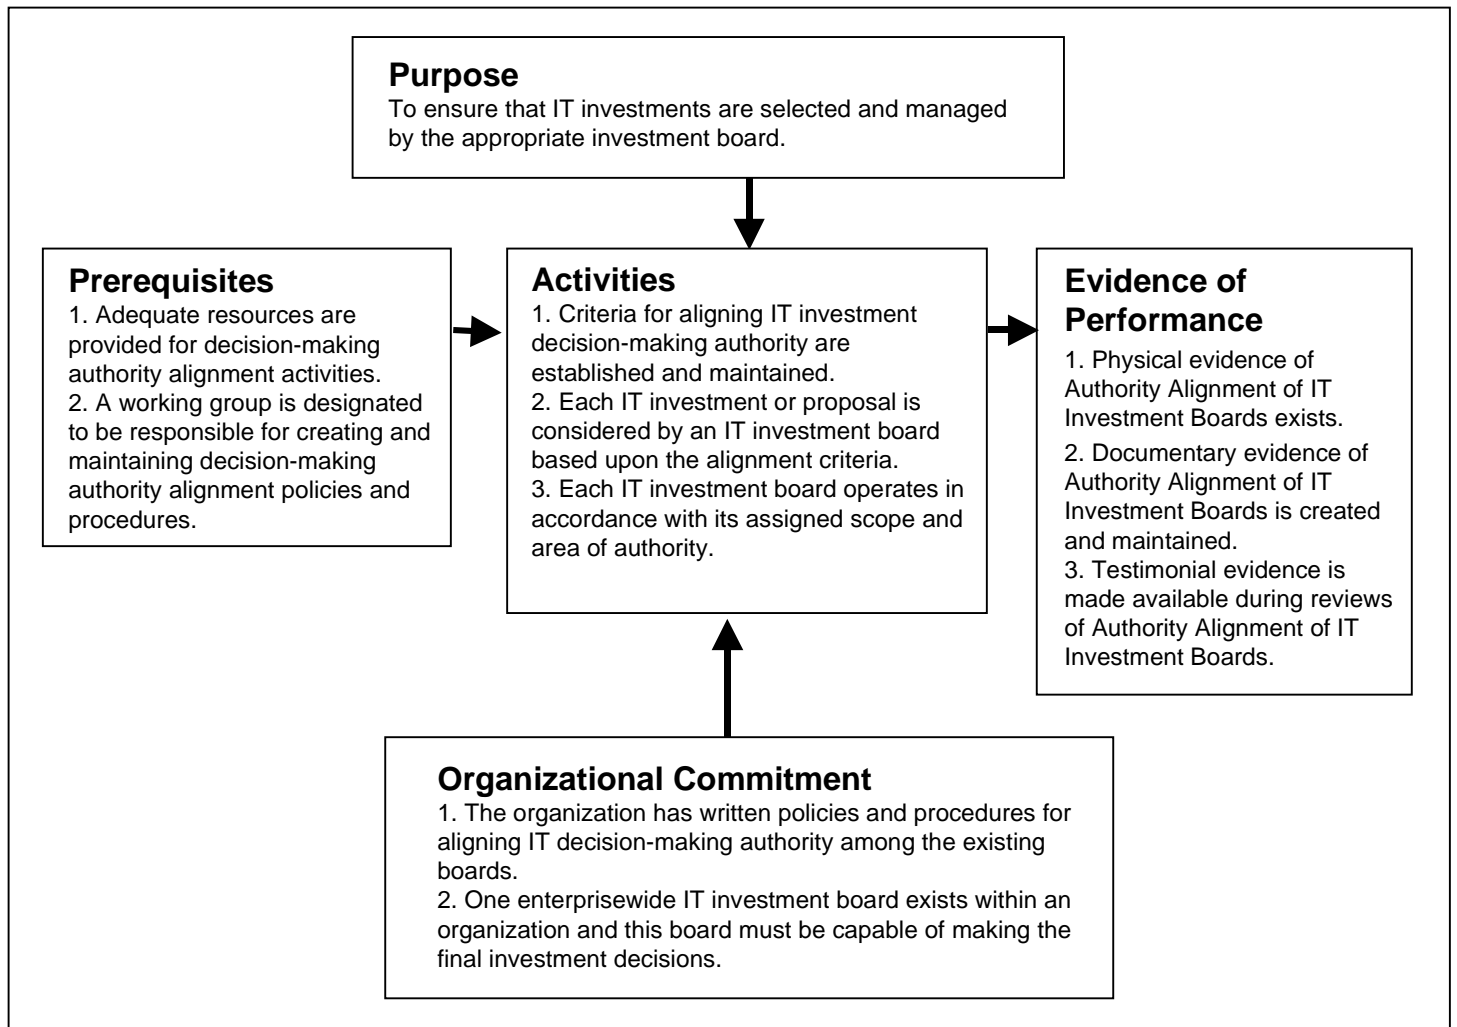 Purpose
To ensure that IT investments are selected and managed
by the appropriate investment board.
Prerequisites
1. Adequate resources are
provided for decision-making
authority alignment activities.
2. A working group is designated
to be responsible for creating and
maintaining decision-making
authority alignment policies and
procedures.
Activities
1. Criteria for aligning IT investment
decision-making authority are
established and maintained.
2. Each IT investment or proposal is
considered by an IT investment board
based upon the alignment criteria.
3. Each IT investment board operates in
accordance with its assigned scope and
area of authority.
Evidence of
Performance
1. Physical evidence of
Authority Alignment of IT
Investment Boards exists.
2. Documentary evidence of
Authority Alignment of IT
Investment Boards is created
and maintained.
3. Testimonial evidence is
made available during reviews
of Authority Alignment of IT
Investment Boards.
Organizational Commitment
1. The organization has written policies and procedures for
aligning IT decision-making authority among the existing
boards.
2. One enterprisewide IT investment board exists within an
organization and this board must be capable of making the
final investment decisions.